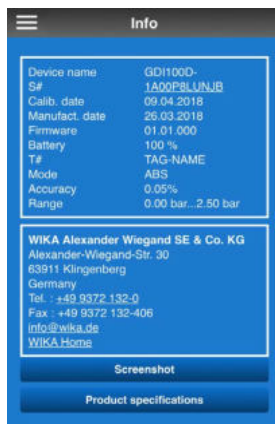 Info
Device name GDI100D-
S# 1A00P8LUNJB
Calib. date 09.04.2018
Manufact. date 26.03.2018
Firmware 01.01.000
Battery 100 %
T# TAG-NAME
Mode ABS
Accuracy 0.05%
Range 0.00 bar...2.50 bar
WIKA Alexander Wiegand SE & Co. KG
Alexander-Wiegand-Str. 30
63911 Klingenberg
Germany
Tel. : +49 9372 132-0
Fax : +49 9372 132-406
info@wika.de
WIKA Home
Screenshot
Product specifications